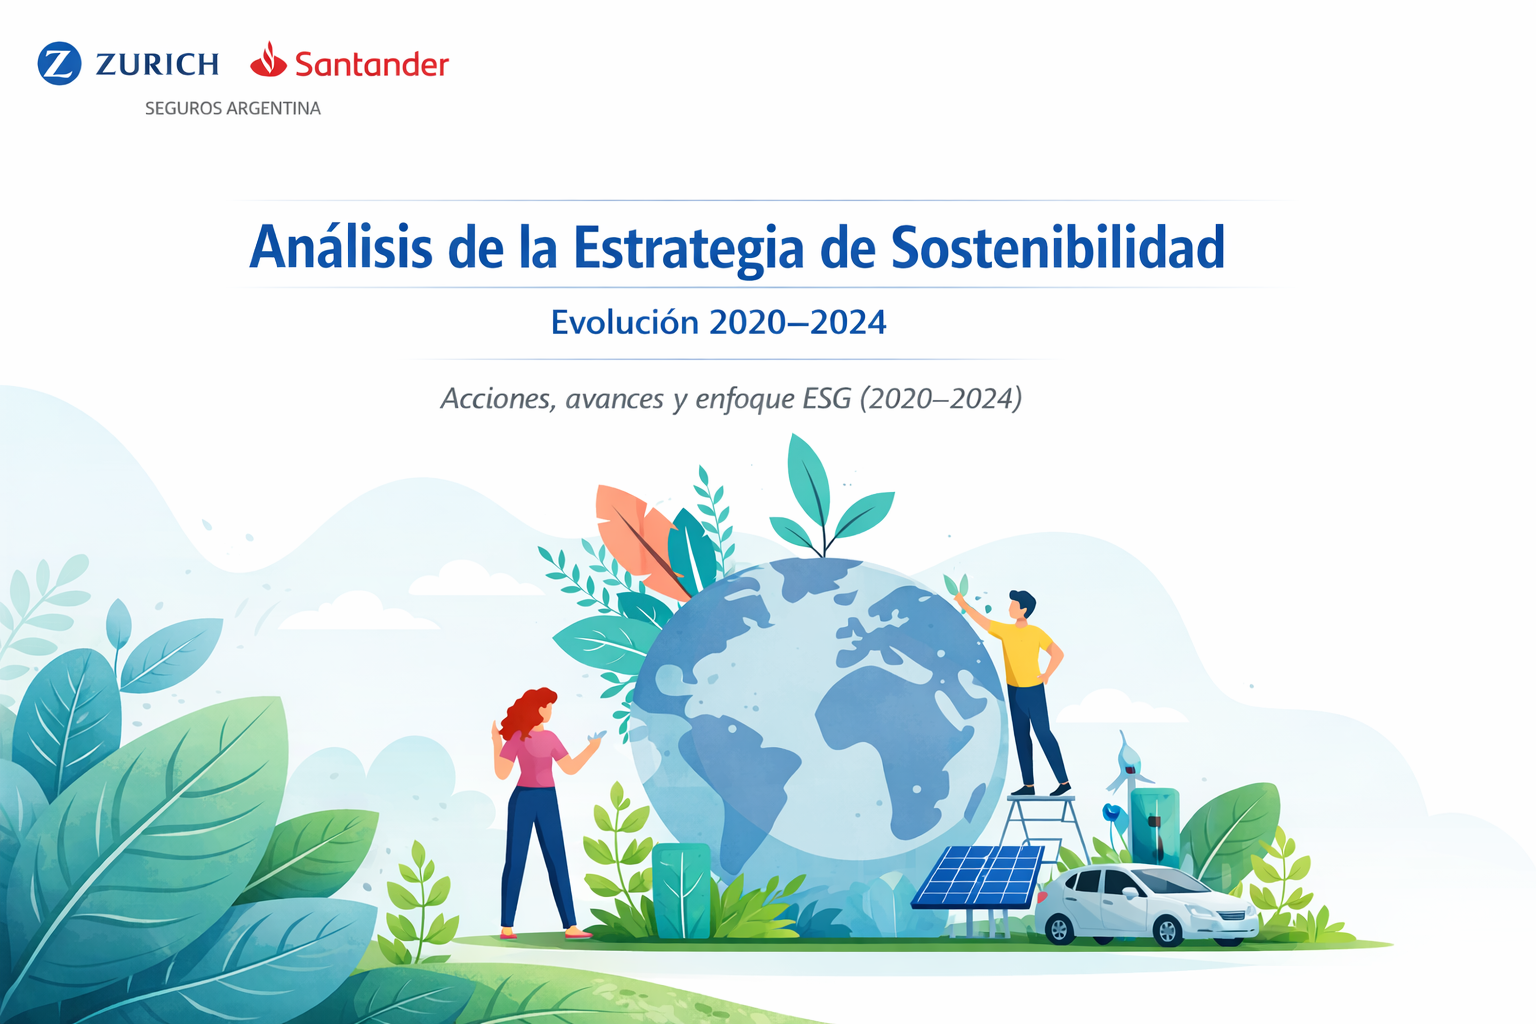 ZURICH Santander
SEGUROS ARGENTINA
Análisis de la Estrategia de Sostenibilidad
Evolución 2020–2024
Acciones, avances y enfoque ESG (2020–2024)